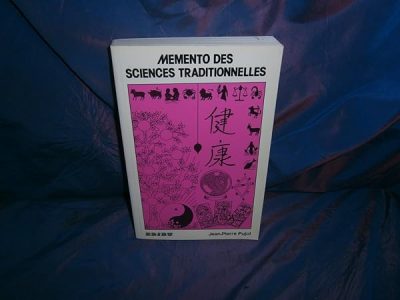 MEMENTO DES
SCIENCES TRADITIONNELLES
健
康
Jean-Pierre Pujol